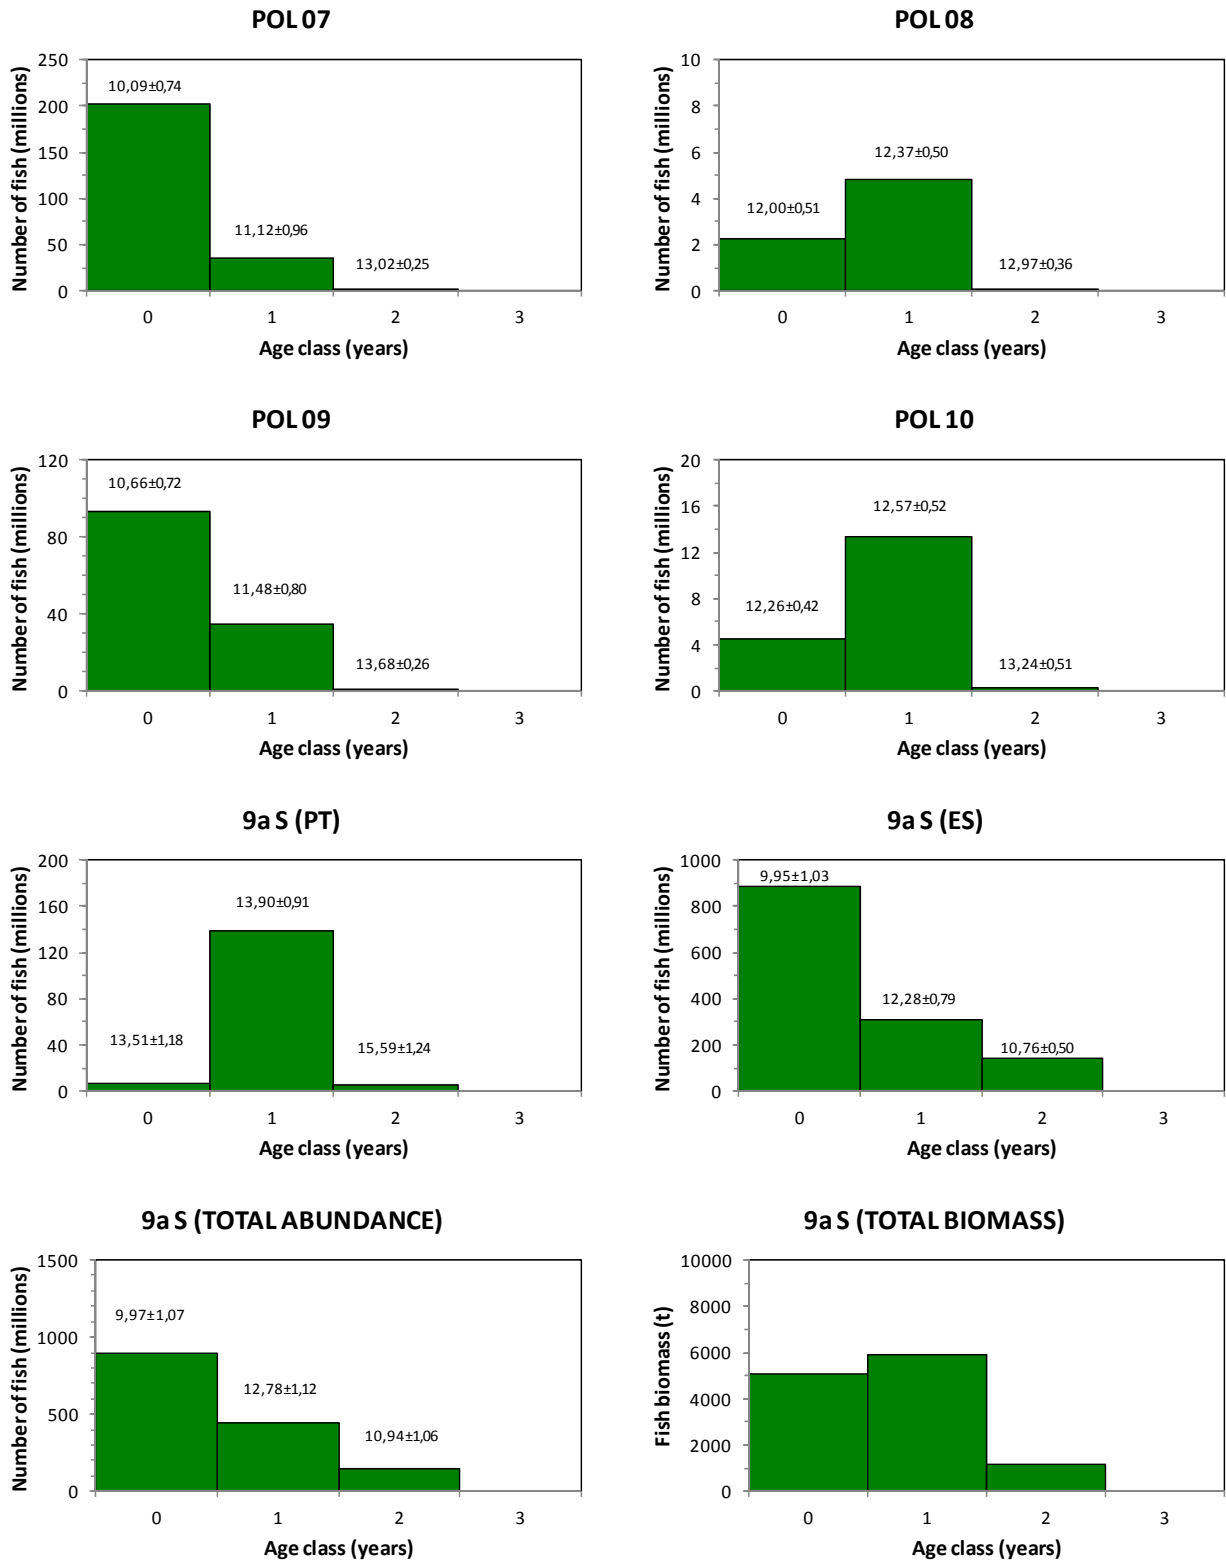 POL 07
Number of fish (millions)
250
200
150
100
50
0
10,09±0,74
11,12±0,96
13,02±0,25
0 1 2 3
Age class (years)
POL 08
Number of fish (millions)
10
8
6
4
2
0
12,00±0,51
12,37±0,50
12,97±0,36
0 1 2 3
Age class (years)
POL 09
Number of fish (millions)
120
80
40
0
10,66±0,72
11,48±0,80
13,68±0,26
0 1 2 3
Age class (years)
POL 10
Number of fish (millions)
20
16
12
8
4
0
12,26±0,42
12,57±0,52
13,24±0,51
0 1 2 3
Age class (years)
9a S (PT)
Number of fish (millions)
200
160
120
80
40
0
13,51±1,18
13,90±0,91
15,59±1,24
0 1 2 3
Age class (years)
9a S (ES)
Number of fish (millions)
1000
800
600
400
200
0
9,95±1,03
12,28±0,79
10,76±0,50
0 1 2 3
Age class (years)
9a S (TOTAL ABUNDANCE)
Number of fish (millions)
1500
1000
500
0
9,97±1,07
12,78±1,12
10,94±1,06
0 1 2 3
Age class (years)
9a S (TOTAL BIOMASS)
Fish biomass (t)
10000
8000
6000
4000
2000
0
0 1 2 3
Age class (years)